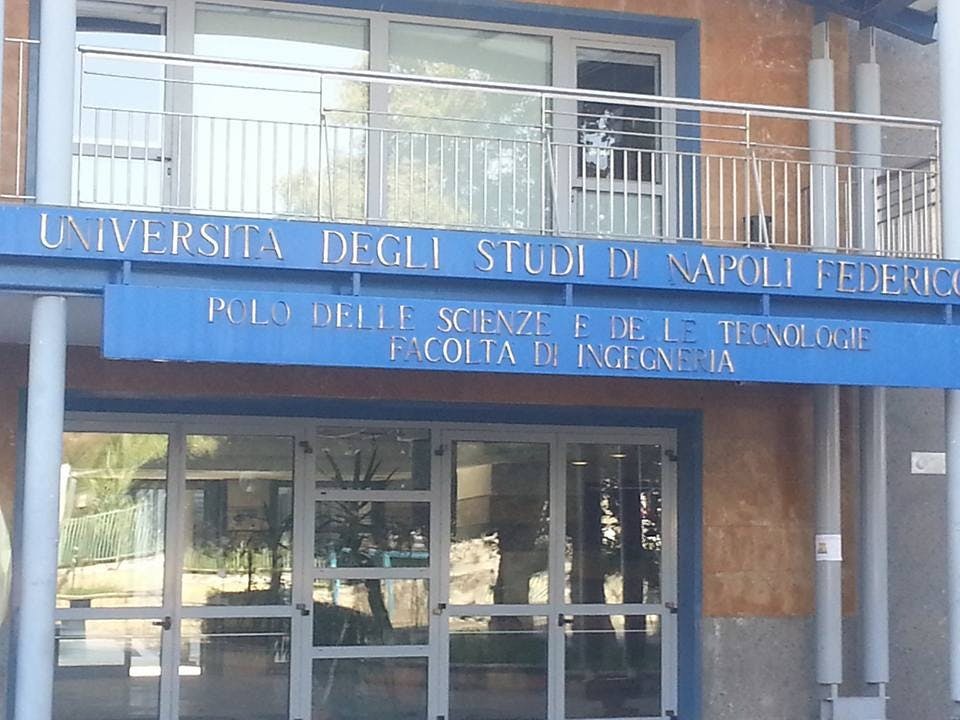 UNIVERSITA DEGLI STUDI DI NAPOLI FEDERICO
POLO DELLE SCIENZE E DE LE TECNOLOGIE
FACOLTA DI INGEGNERIA